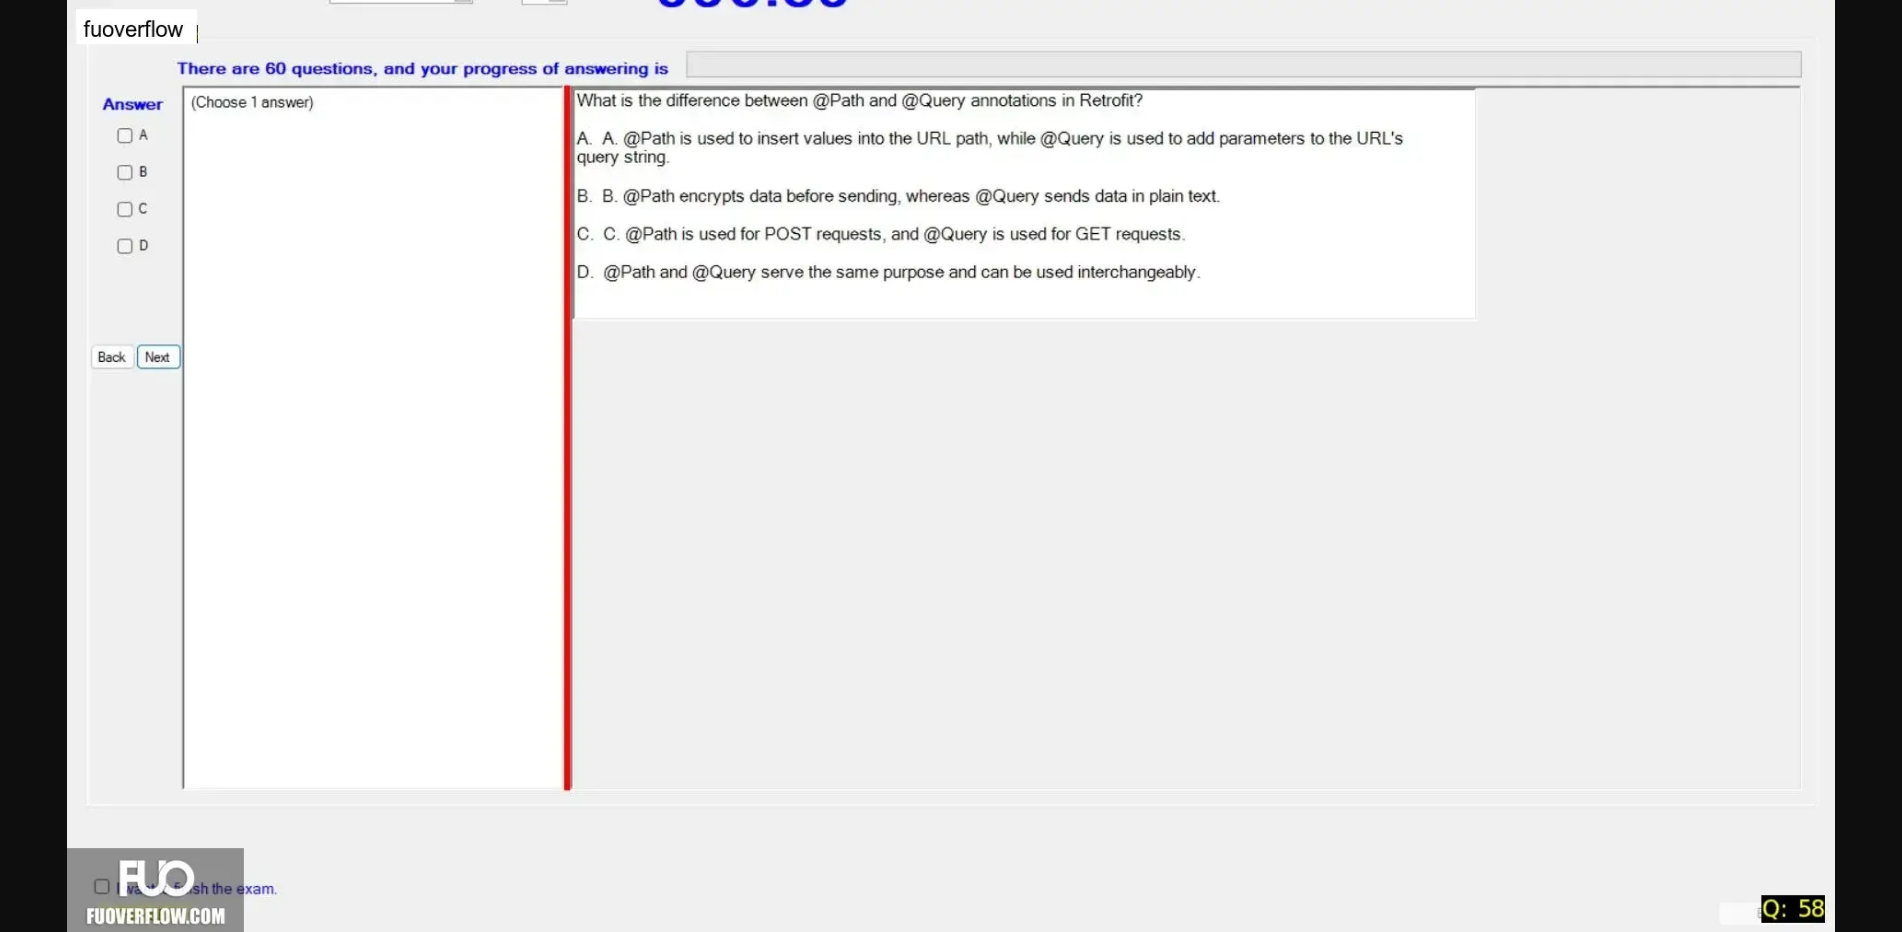 fuoverflow
There are 60 questions, and your progress of answering is
Answer
(Choose 1 answer)
A
B
C
D
Back Next
What is the difference between @Path and @Query annotations in Retrofit?
A. A. @Path is used to insert values into the URL path, while @Query is used to add parameters to the URL's
query string.
B. B. @Path encrypts data before sending, whereas @Query sends data in plain text.
C. C. @Path is used for POST requests, and @Query is used for GET requests.
D. @Path and @Query serve the same purpose and can be used interchangeably.
FUO
the exam.
FUOVERFLOW.COM
Q: 58